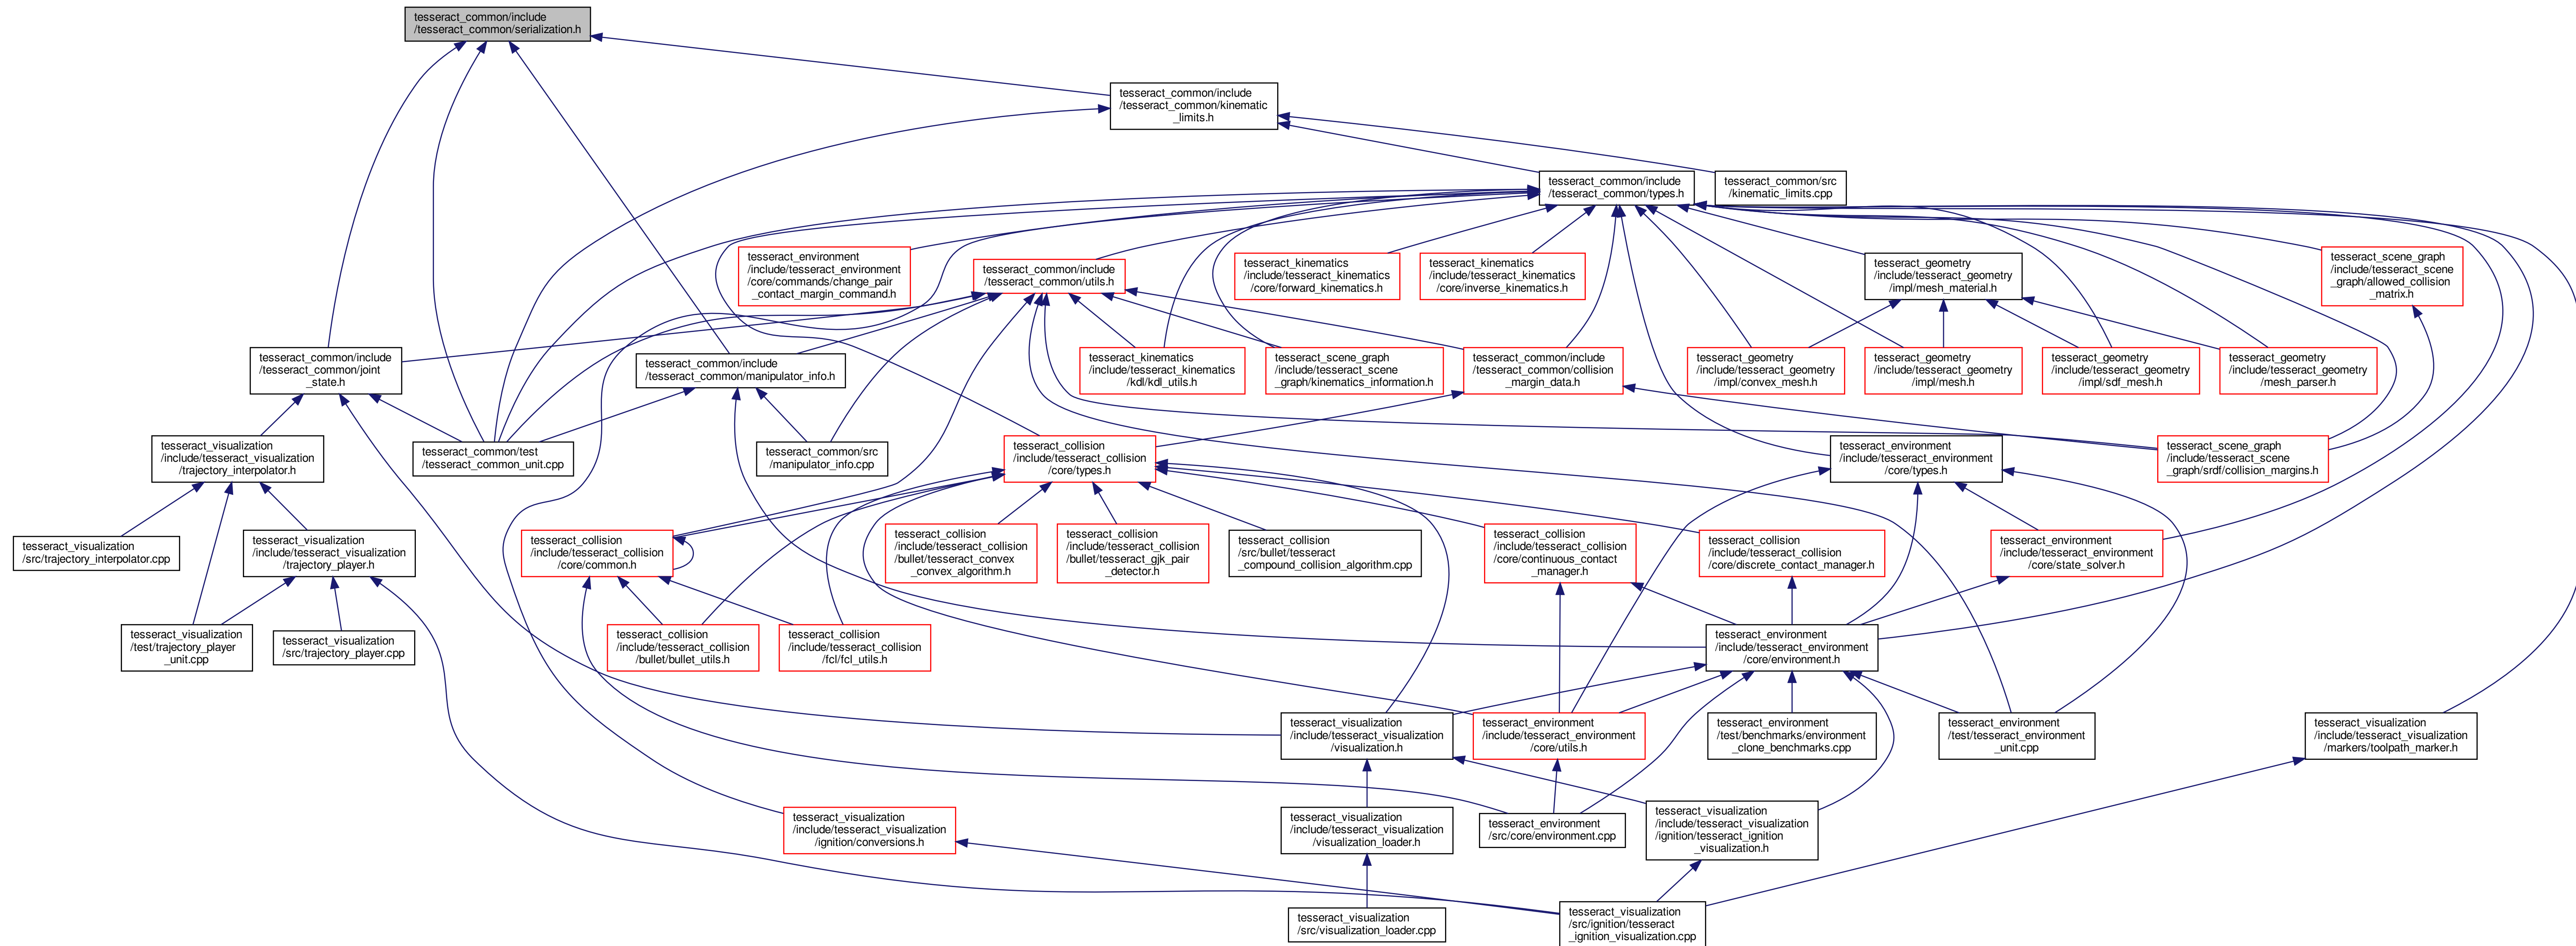 tesseract_common/include
/tesseract_common/serialization.h
tesseract_common/include
/tesseract_common/kinematic
_limits.h
tesseract_common/include
/tesseract_common/types.h
tesseract_common/src
/kinematic_limits.cpp
tesseract_environment
/include/tesseract_environment
/core/commands/change_pair
_contact_margin_command.h
tesseract_common/include
/tesseract_common/utils.h
tesseract_kinematics
/include/tesseract_kinematics
/core/forward_kinematics.h
tesseract_kinematics
/include/tesseract_kinematics
/core/inverse_kinematics.h
tesseract_geometry
/include/tesseract_geometry
/impl/mesh_material.h
tesseract_scene_graph
/include/tesseract_scene
_graph/allowed_collision
_matrix.h
tesseract_common/include
/tesseract_common/joint
_state.h
tesseract_common/include
/tesseract_common/manipulator_info.h
tesseract_kinematics
/include/tesseract_kinematics
/kdl/kdl_utils.h
tesseract_scene_graph
/include/tesseract_scene
_graph/kinematics_information.h
tesseract_common/include
/tesseract_common/collision
_margin_data.h
tesseract_geometry
/include/tesseract_geometry
/impl/convex_mesh.h
tesseract_geometry
/include/tesseract_geometry
/impl/mesh.h
tesseract_geometry
/include/tesseract_geometry
/impl/sdf_mesh.h
tesseract_geometry
/include/tesseract_geometry
/mesh_parser.h
tesseract_visualization
/include/tesseract_visualization
/trajectory_interpolator.h
tesseract_common/test
/tesseract_common_unit.cpp
tesseract_common/src
/manipulator_info.cpp
tesseract_collision
/include/tesseract_collision
/core/types.h
tesseract_environment
/include/tesseract_environment
/core/types.h
tesseract_scene_graph
/include/tesseract_scene
_graph/srdf/collision_margins.h
tesseract_visualization
/src/trajectory_interpolator.cpp
tesseract_visualization
/include/tesseract_visualization
/trajectory_player.h
tesseract_collision
/include/tesseract_collision
/core/common.h
tesseract_collision
/include/tesseract_collision
/bullet/tesseract_convex
_convex_algorithm.h
tesseract_collision
/include/tesseract_collision
/bullet/tesseract_gjk_pair
_detector.h
tesseract_collision
/src/bullet/tesseract
_compound_collision_algorithm.cpp
tesseract_collision
/include/tesseract_collision
/core/continuous_contact
_manager.h
tesseract_collision
/include/tesseract_collision
/core/discrete_contact_manager.h
tesseract_environment
/include/tesseract_environment
/core/state_solver.h
tesseract_visualization
/test/trajectory_player
_unit.cpp
tesseract_visualization
/src/trajectory_player.cpp
tesseract_collision
/include/tesseract_collision
/bullet/bullet_utils.h
tesseract_collision
/include/tesseract_collision
/fcl/fcl_utils.h
tesseract_environment
/include/tesseract_environment
/core/environment.h
tesseract_visualization
/include/tesseract_visualization
/visualization.h
tesseract_environment
/include/tesseract_environment
/core/utils.h
tesseract_environment
/test/benchmarks/environment
_clone_benchmarks.cpp
tesseract_environment
/test/tesseract_environment
_unit.cpp
tesseract_visualization
/include/tesseract_visualization
/markers/toolpath_marker.h
tesseract_visualization
/include/tesseract_visualization
/ignition/conversions.h
tesseract_visualization
/include/tesseract_visualization
/visualization_loader.h
tesseract_environment
/src/core/environment.cpp
tesseract_visualization
/include/tesseract_visualization
/ignition/tesseract_ignition
_visualization.h
tesseract_visualization
/src/visualization_loader.cpp
tesseract_visualization
/src/ignition/tesseract
_ignition_visualization.cpp